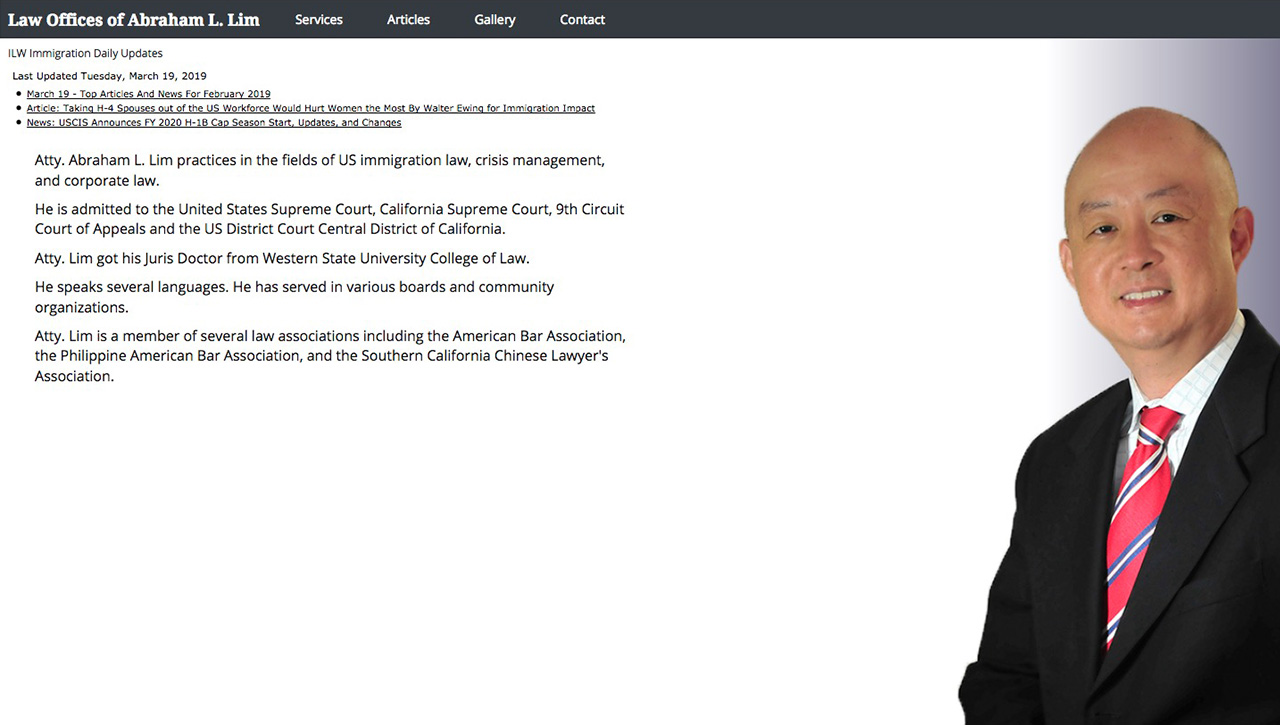 Law Offices of Abraham L. Lim Services Articles Gallery Contact
ILW Immigration Daily Updates
Last Updated Tuesday, March 19, 2019
March 19 - Top Articles And News For February 2019
Article: Taking H-4 Spouses out of the US Workforce Would Hurt Women the Most By Walter Ewing for Immigration Impact
News: USCIS Announces FY 2020 H-1B Cap Season Start, Updates, and Changes
Atty. Abraham L. Lim practices in the fields of US immigration law, crisis management,
and corporate law.
He is admitted to the United States Supreme Court, California Supreme Court, 9th Circuit
Court of Appeals and the US District Court Central District of California.
Atty. Lim got his Juris Doctor from Western State University College of Law.
He speaks several languages. He has served in various boards and community
organizations.
Atty. Lim is a member of several law associations including the American Bar Association,
the Philippine American Bar Association, and the Southern California Chinese Lawyer's
Association.